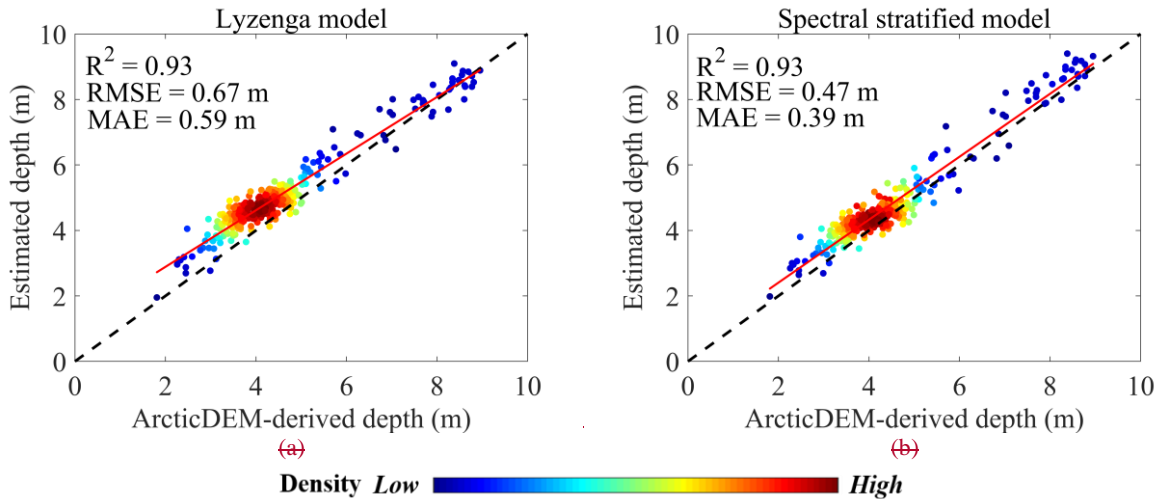 Lyzenga model
R² = 0.93
RMSE = 0.67 m
MAE = 0.59 m
10
8
6
4
2
0
Estimated depth (m)
0 2 4 6 8 10
ArcticDEM-derived depth (m)
(a)
Spectral stratified model
R² = 0.93
RMSE = 0.47 m
MAE = 0.39 m
10
8
6
4
2
0
Estimated depth (m)
0 2 4 6 8 10
ArcticDEM-derived depth (m)
(b)
Density Low High